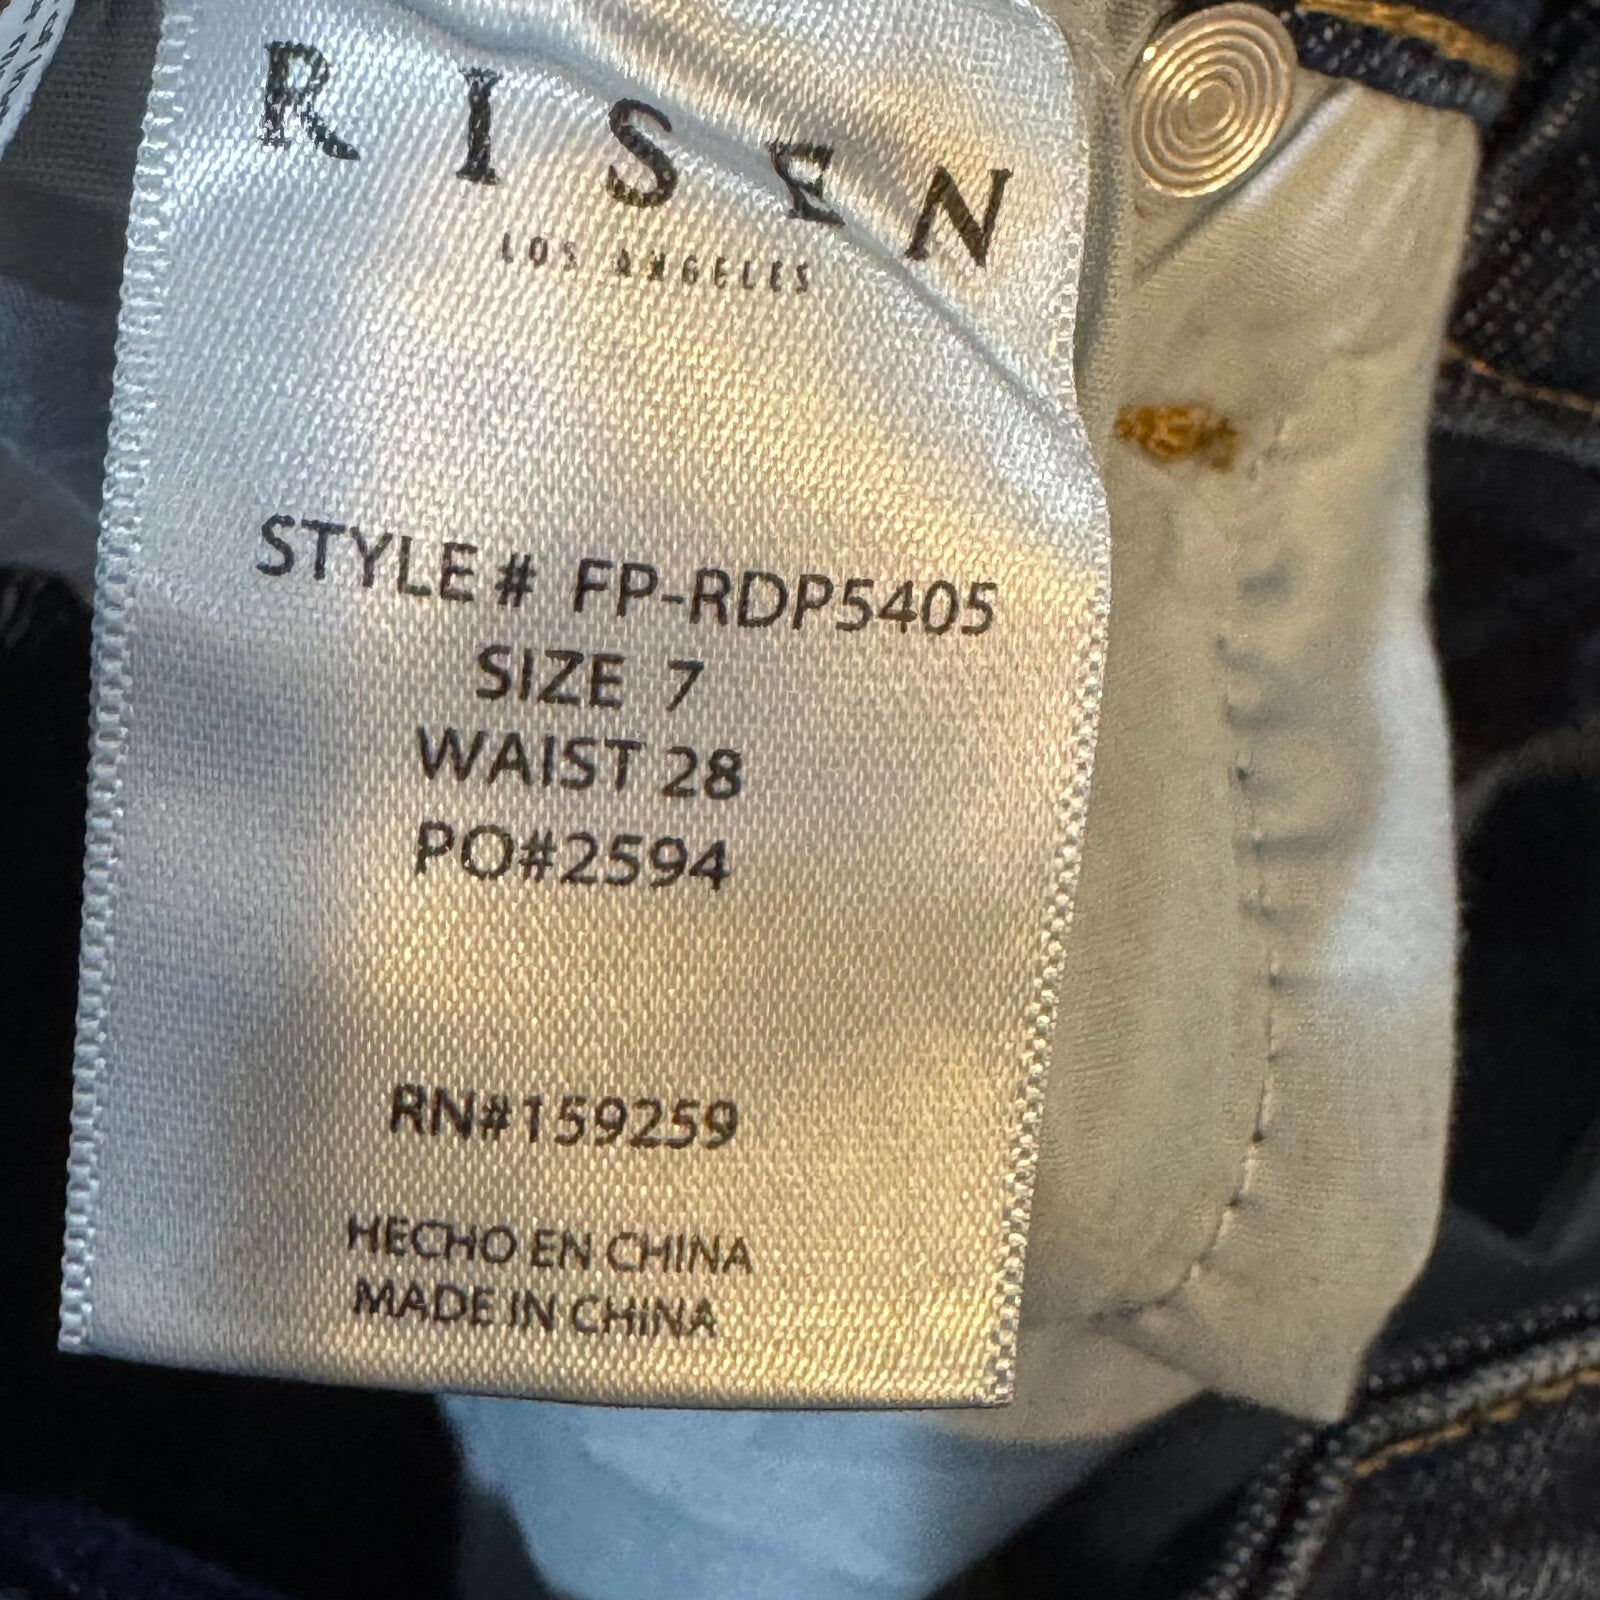 RISEN
LOS ANGELES
STYLE # FP-RDP5405
SIZE 7
WAIST 28
PO#2594
RN#159259
HECHO EN CHINA
MADE IN CHINA